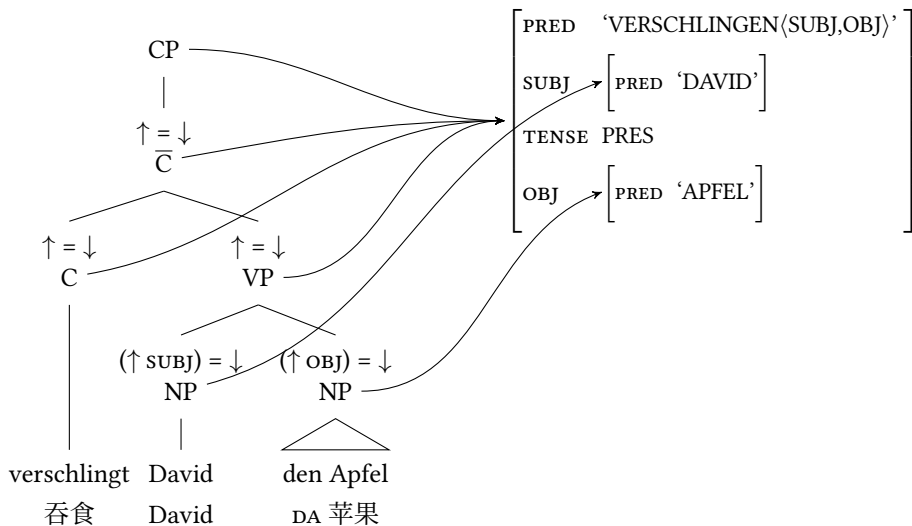 PRED ‘VERSCHLINGEN⟨SUBJ,OBJ⟩’
CP
SUBJ [PRED ‘DAVID’]
↑ = ↓
TENSE PRES
C̅
OBJ [PRED ‘APFEL’]
↑ = ↓ ↑ = ↓
C VP
(↑ SUBJ) = ↓ (↑ OBJ) = ↓
NP NP
verschlingt David den Apfel
吞食 David DA 苹果